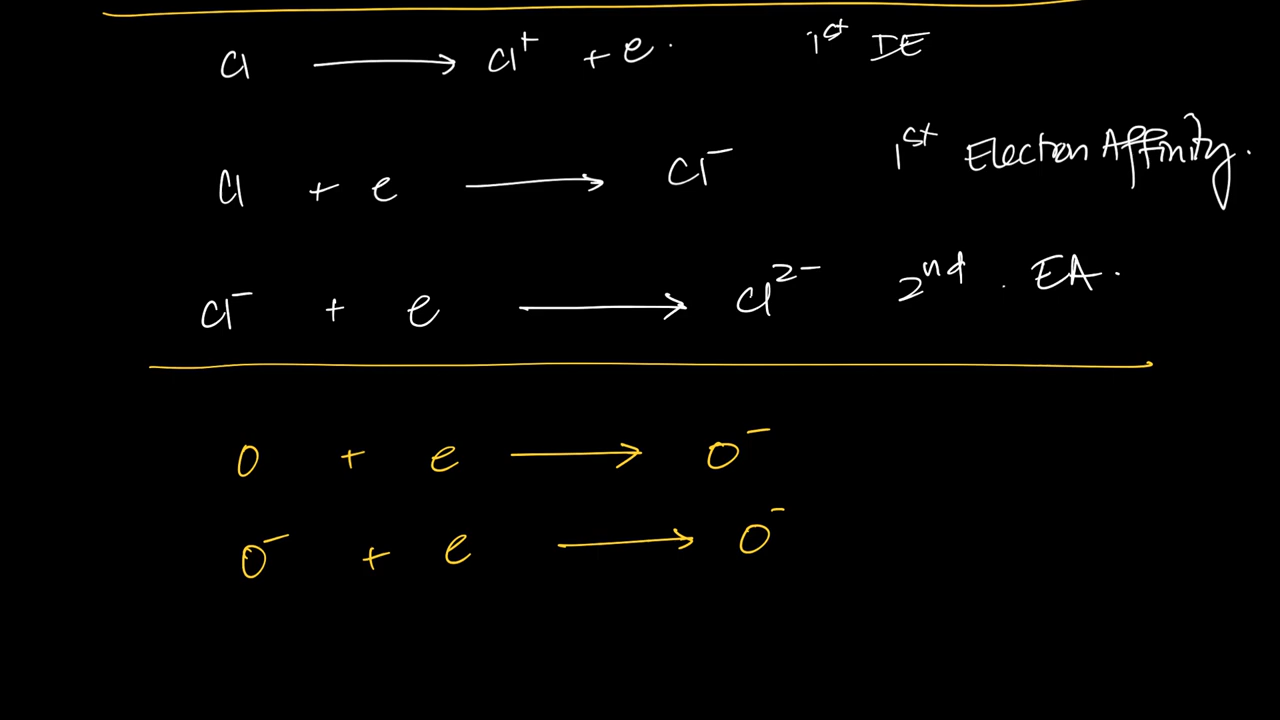 Cl → Cl⁺ + e. 1st IE
Cl + e → Cl⁻ 1st Electron Affinity.
Cl⁻ + e → Cl²⁻ 2nd. EA.
O + e → O⁻
O⁻ + e → O⁻